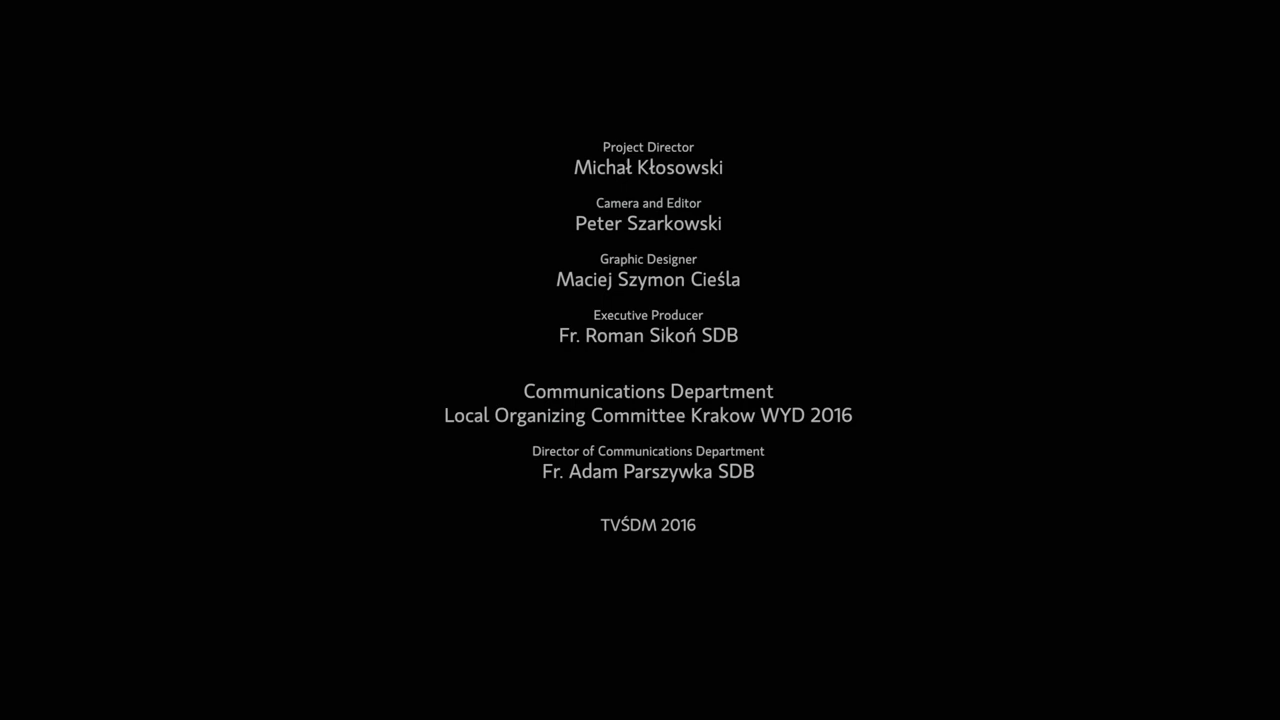 Project Director
Michał Kłosowski
Camera and Editor
Peter Szarkowski
Graphic Designer
Maciej Szymon Cieśla
Executive Producer
Fr. Roman Sikoń SDB
Communications Department
Local Organizing Committee Krakow WYD 2016
Director of Communications Department
Fr. Adam Parszywka SDB
TVŚDM 2016